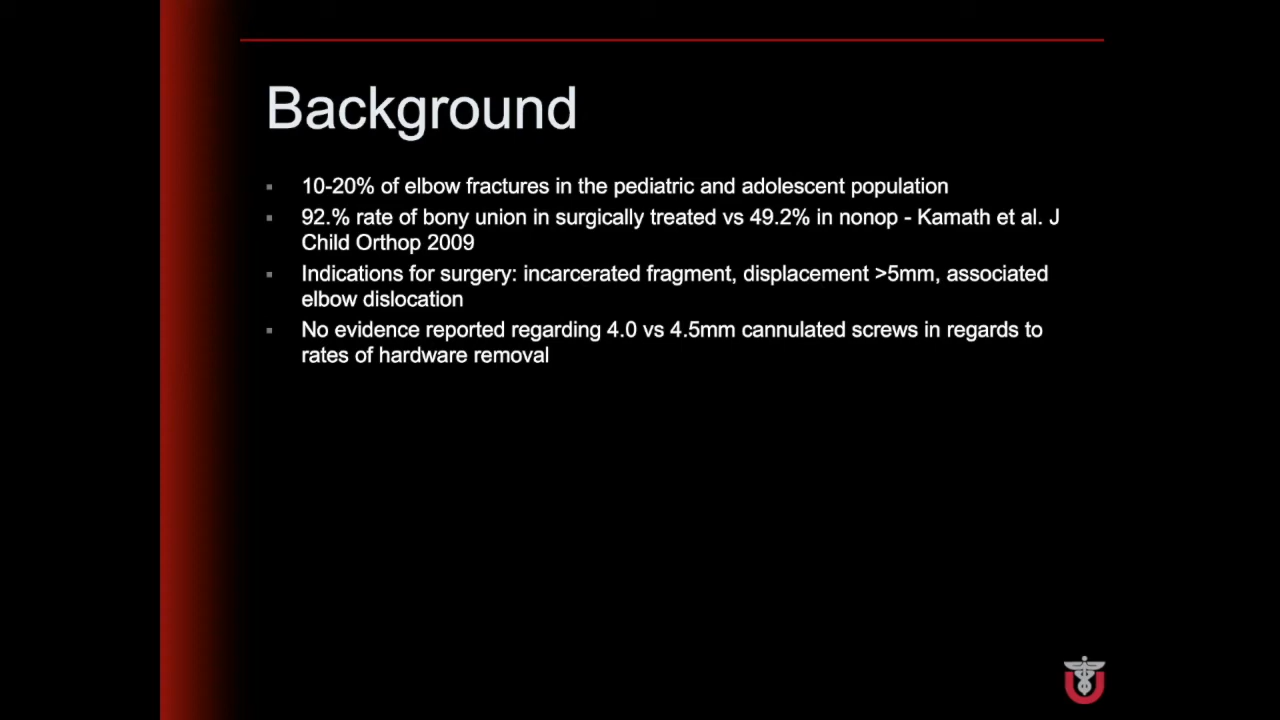 Background
10-20% of elbow fractures in the pediatric and adolescent population
92.% rate of bony union in surgically treated vs 49.2% in nonop - Kamath et al. J
Child Orthop 2009
Indications for surgery: incarcerated fragment, displacement >5mm, associated
elbow dislocation
No evidence reported regarding 4.0 vs 4.5mm cannulated screws in regards to
rates of hardware removal